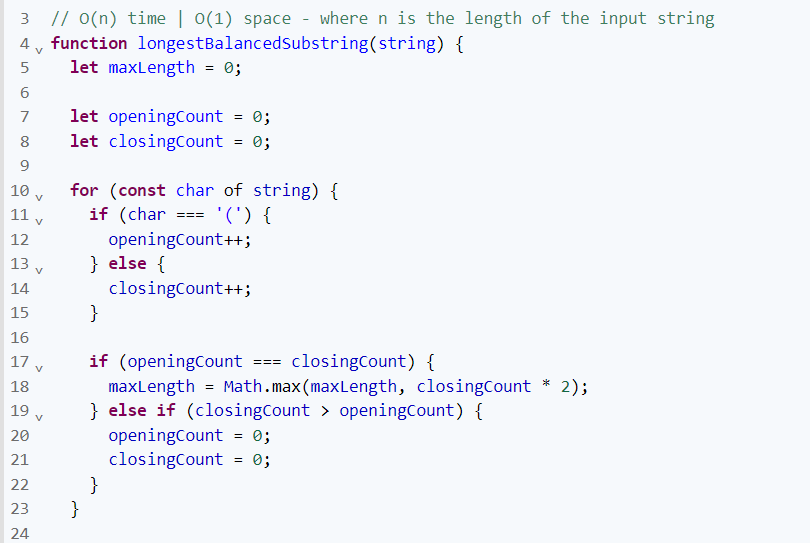 3 // O(n) time | O(1) space - where n is the length of the input string
4 function longestBalancedSubstring(string) {
5 let maxLength = 0;
6
7 let openingCount = 0;
8 let closingCount = 0;
9
10 for (const char of string) {
11 if (char === '(') {
12 openingCount++;
13 } else {
14 closingCount++;
15 }
16
17 if (openingCount === closingCount) {
18 maxLength = Math.max(maxLength, closingCount * 2);
19 } else if (closingCount > openingCount) {
20 openingCount = 0;
21 closingCount = 0;
22 }
23 }
24